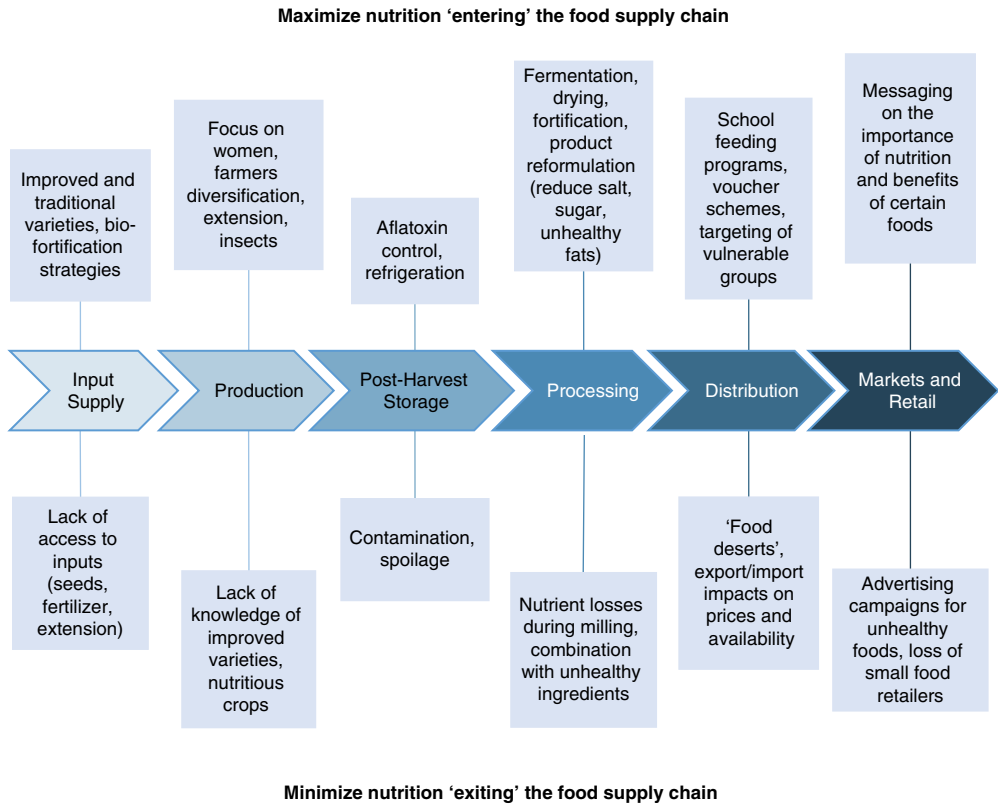 Maximize nutrition ‘entering’ the food supply chain
Improved and
traditional
varieties, bio-
fortification
strategies
Focus on
women,
farmers
diversification,
extension,
insects
Aflatoxin
control,
refrigeration
Fermentation,
drying,
fortification,
product
reformulation
(reduce salt,
sugar,
unhealthy
fats)
School
feeding
programs,
voucher
schemes,
targeting of
vulnerable
groups
Messaging
on the
importance
of nutrition
and benefits
of certain
foods
Input
Supply
Production
Post-Harvest
Storage
Processing
Distribution
Markets and
Retail
Lack of
access to
inputs
(seeds,
fertilizer,
extension)
Lack of
knowledge of
improved
varieties,
nutritious
crops
Contamination,
spoilage
Nutrient losses
during milling,
combination
with unhealthy
ingredients
‘Food
deserts’,
export/import
impacts on
prices and
availability
Advertising
campaigns for
unhealthy
foods, loss of
small food
retailers
Minimize nutrition ‘exiting’ the food supply chain